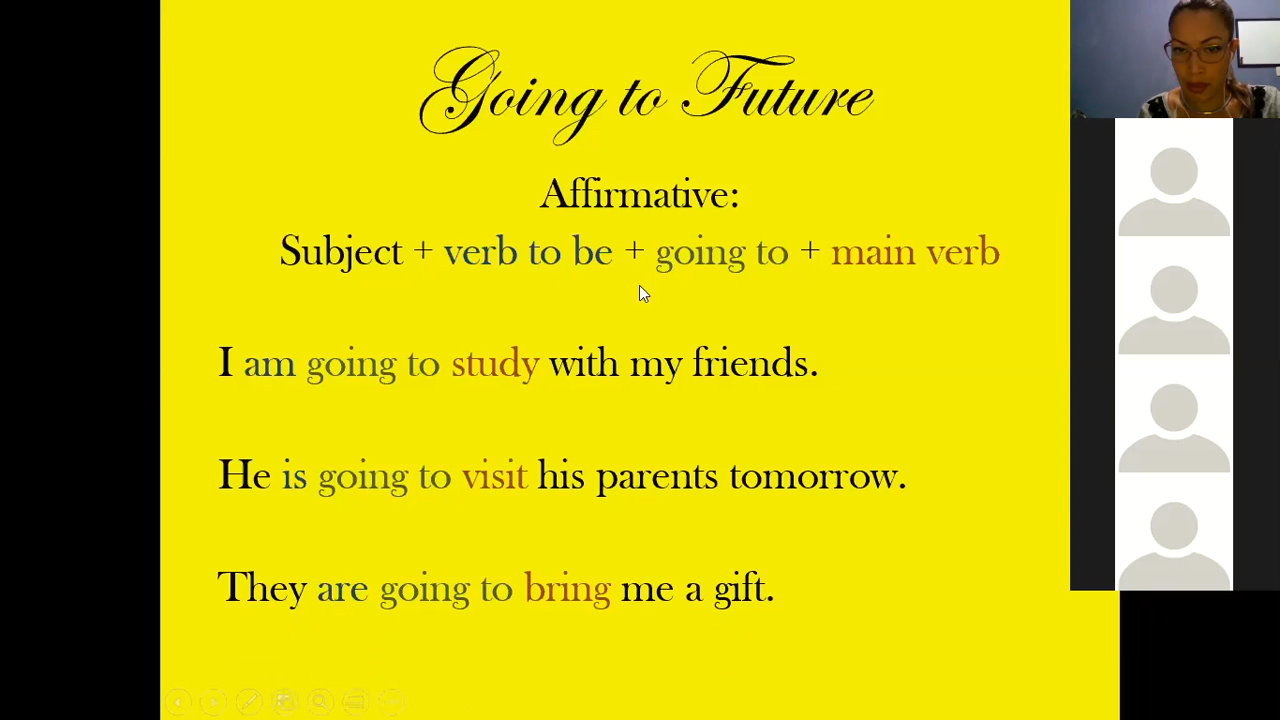 Going to Future
Affirmative:
Subject + verb to be + going to + main verb
I am going to study with my friends.
He is going to visit his parents tomorrow.
They are going to bring me a gift.